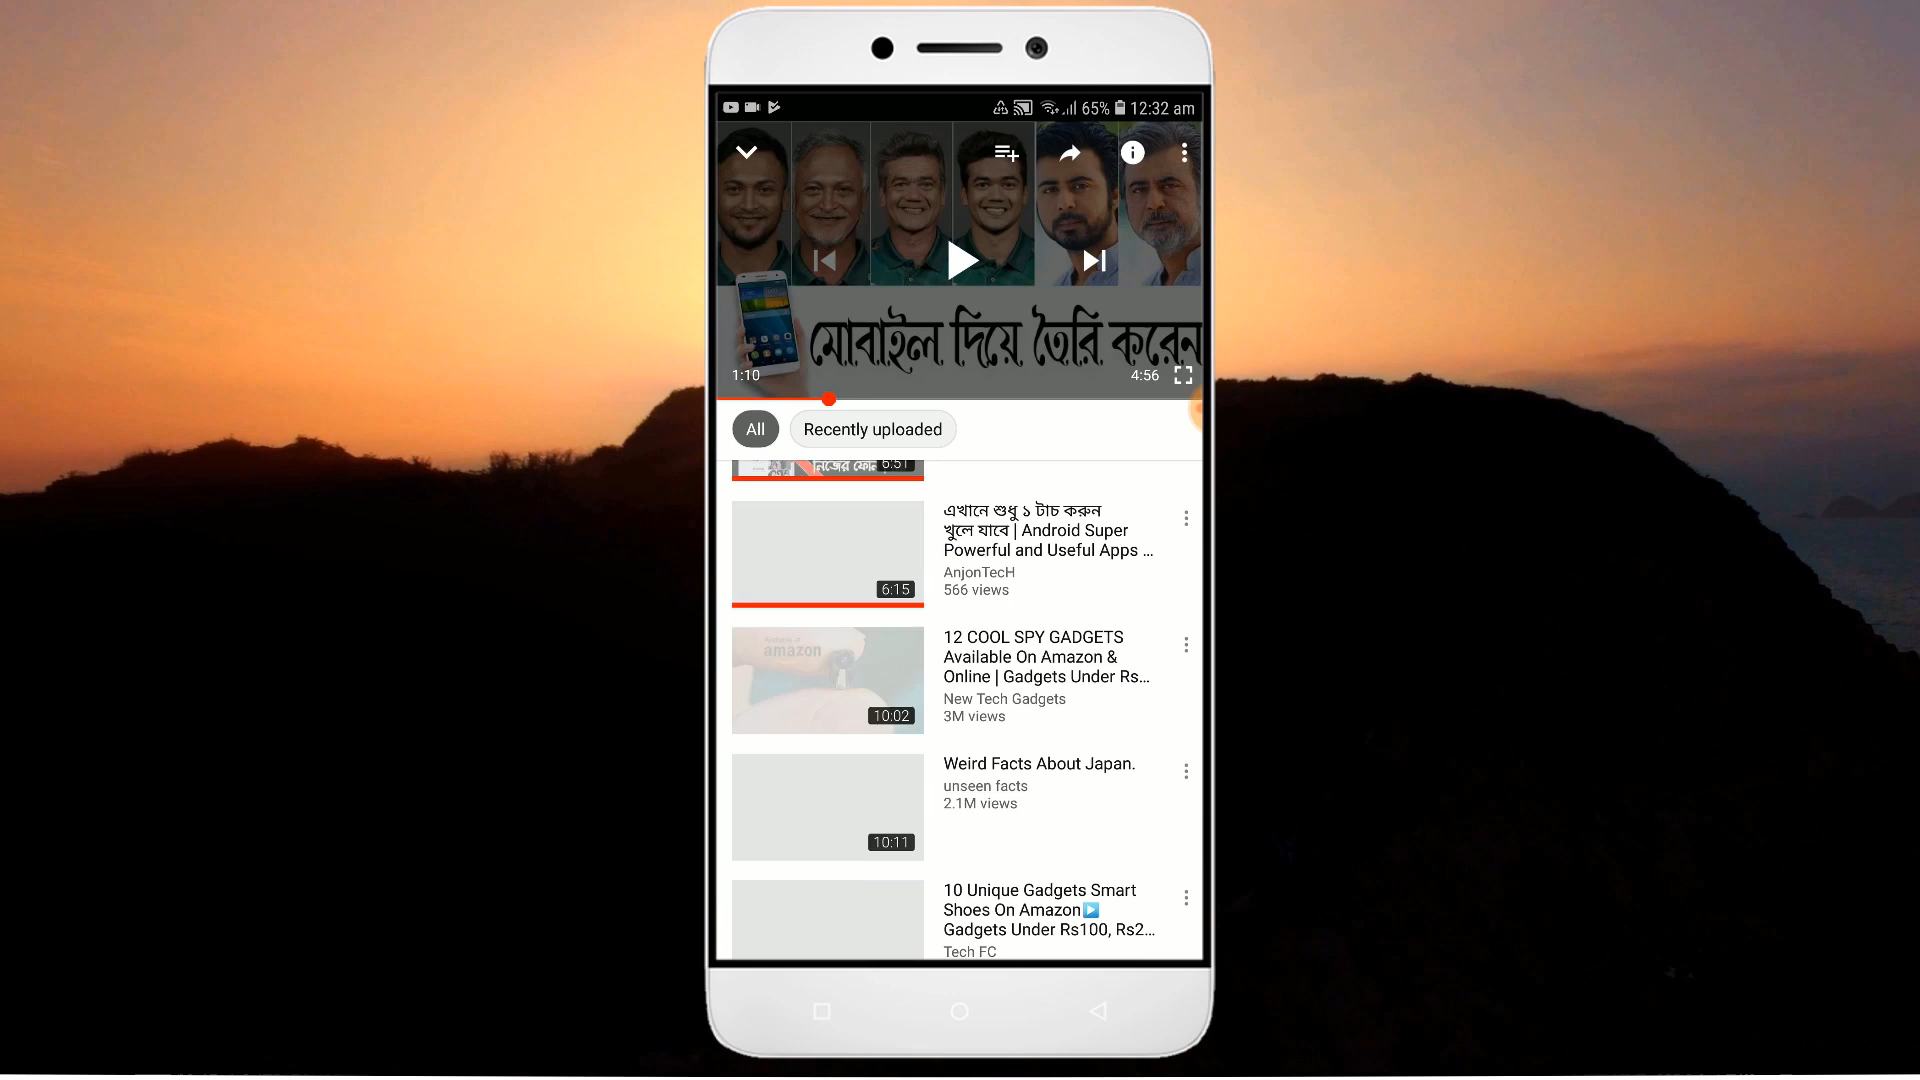 65% 12:32 am
মোবাইল দিয়ে তৈরি করেন
1:10
4:56
All
Recently uploaded
নিজের ফোন
6:51
এখানে শুধু ১ টাচ করুন
খুলে যাবে | Android Super
Powerful and Useful Apps ...
AnjonTecH
566 views
6:15
12 COOL SPY GADGETS
Available On Amazon &
Online | Gadgets Under Rs...
New Tech Gadgets
3M views
amazon
10:02
Weird Facts About Japan.
unseen facts
2.1M views
10:11
10 Unique Gadgets Smart
Shoes On Amazon
Gadgets Under Rs100, Rs2...
Tech FC